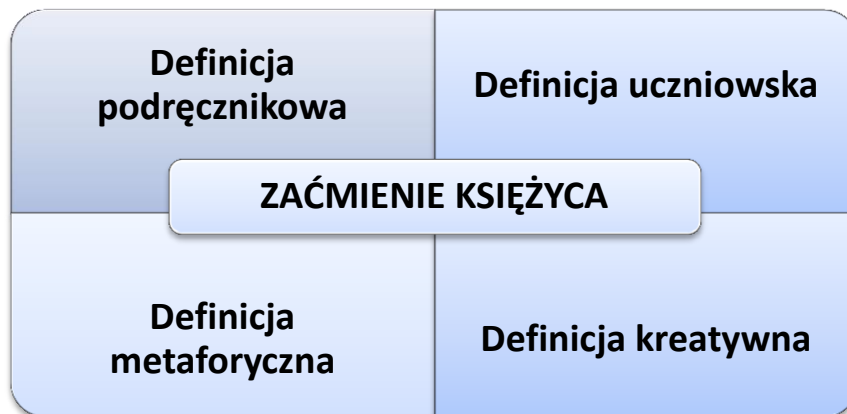 Definicja
podręcznikowa
Definicja uczniowska
ZAĆMIENIE KSIĘŻYCA
Definicja
metaforyczna
Definicja kreatywna